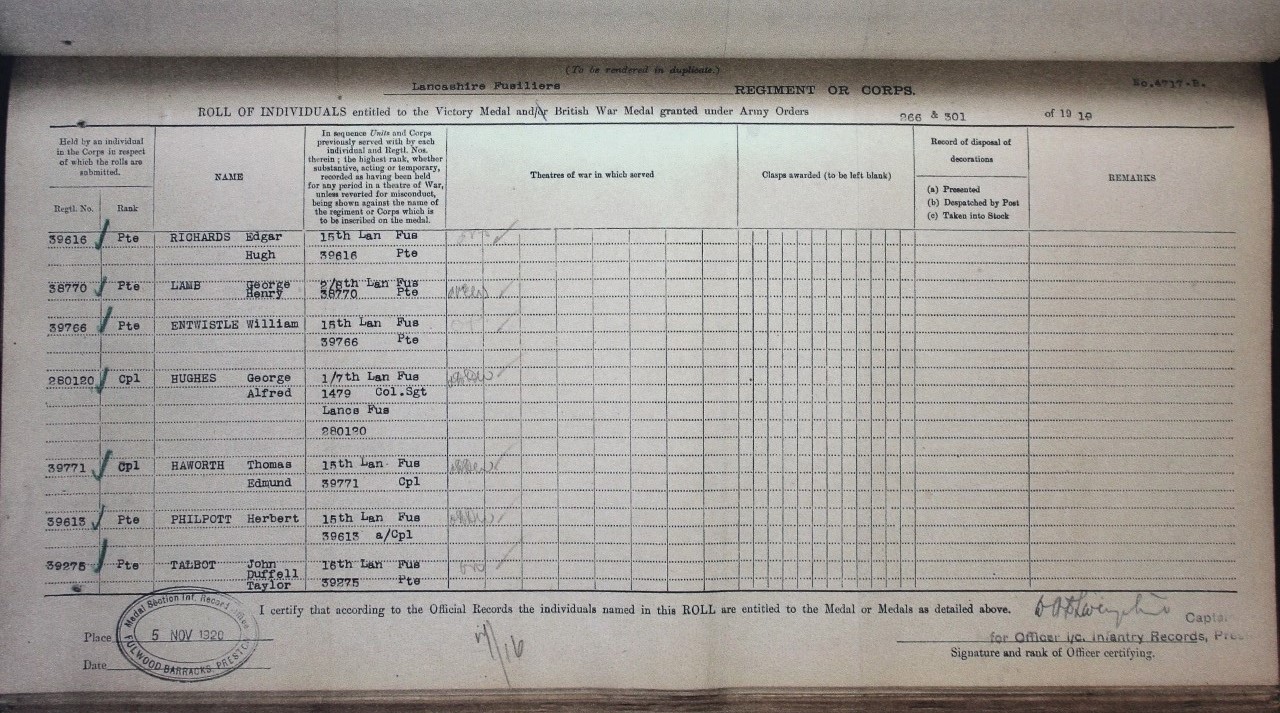 (To be rendered in duplicate.)
Lancashire Fusiliers REGIMENT OR CORPS. No.4717-B.
ROLL OF INDIVIDUALS entitled to the Victory Medal and/or British War Medal granted under Army Orders 266 & 301 of 19 19
Held by an individual
in the Corps in respect
of which the rolls are
submitted.
Regtl. No. Rank
NAME
In sequence Units and Corps
previously served with by each
individual and Regtl. Nos.
therein ; the highest rank, whether
substantive, acting or temporary,
recorded as having been held
for any period in a theatre of War,
unless reverted for misconduct,
being shown against the name of
the regiment or Corps which is
to be inscribed on the medal.
Theatres of war in which served
Clasps awarded (to be left blank)
Record of disposal of
decorations
(a) Presented
(b) Despatched by Post
(c) Taken into Stock
REMARKS
39616 Pte RICHARDS Edgar 15th Lan Fus
Hugh 39616 Pte
38770 Pte LAMB George 2/8th Lan Fus
Henry 38770 Pte
39766 Pte ENTWISTLE William 15th Lan Fus
39766 Pte
280120 Cpl HUGHES George 1/7th Lan Fus
Alfred 1479 Col.Sgt
Lancs Fus
280120
39771 Cpl HAWORTH Thomas 15th Lan Fus
Edmund 39771 Cpl
39613 Pte PHILPOTT Herbert 15th Lan Fus
39613 a/Cpl
39275 Pte TALBOT John 16th Lan Fus
Duffell
Taylor 39275 Pte
I certify that according to the Official Records the individuals named in this ROLL are entitled to the Medal or Medals as detailed above.
Captain
for Officer i/c. Infantry Records, Pres
Signature and rank of Officer certifying.
Place
Date
Medal Section Inf. Record Office
5 NOV 1920
FULWOOD BARRACKS, PRESTON